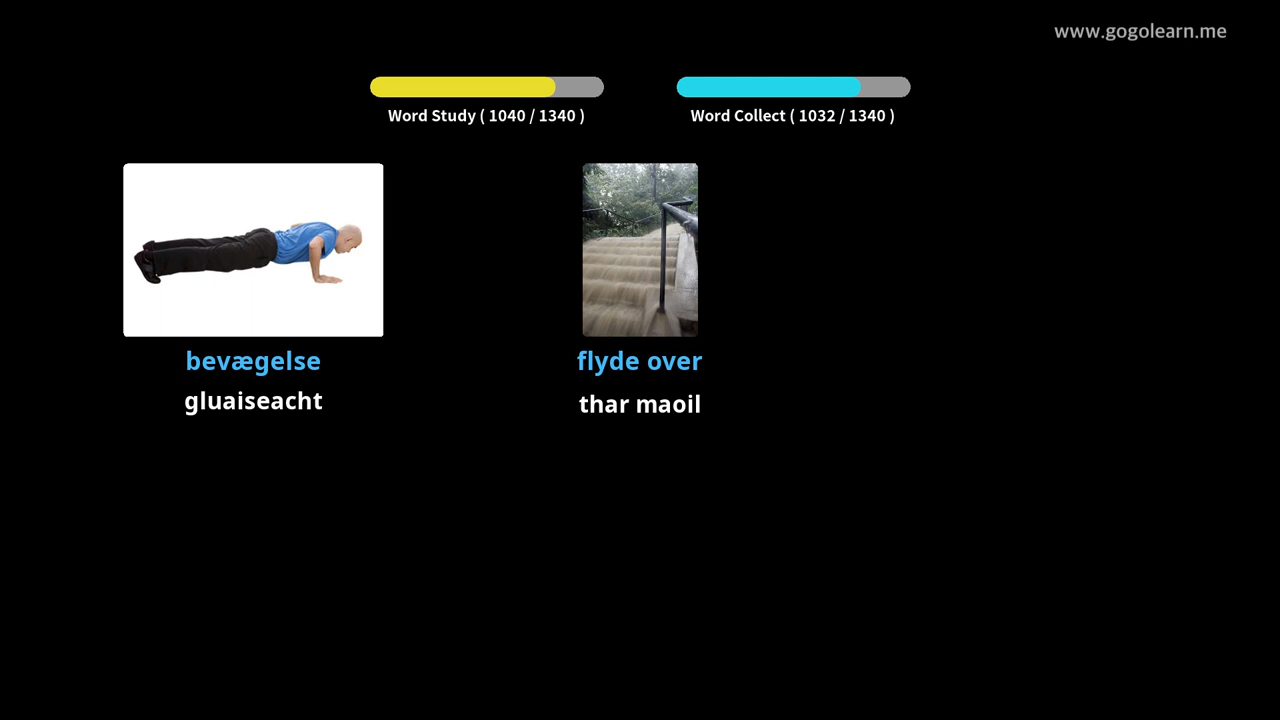 www.gogolearn.me
Word Study ( 1040 / 1340 )
Word Collect ( 1032 / 1340 )
bevægelse
gluaiseacht
flyde over
thar maoil